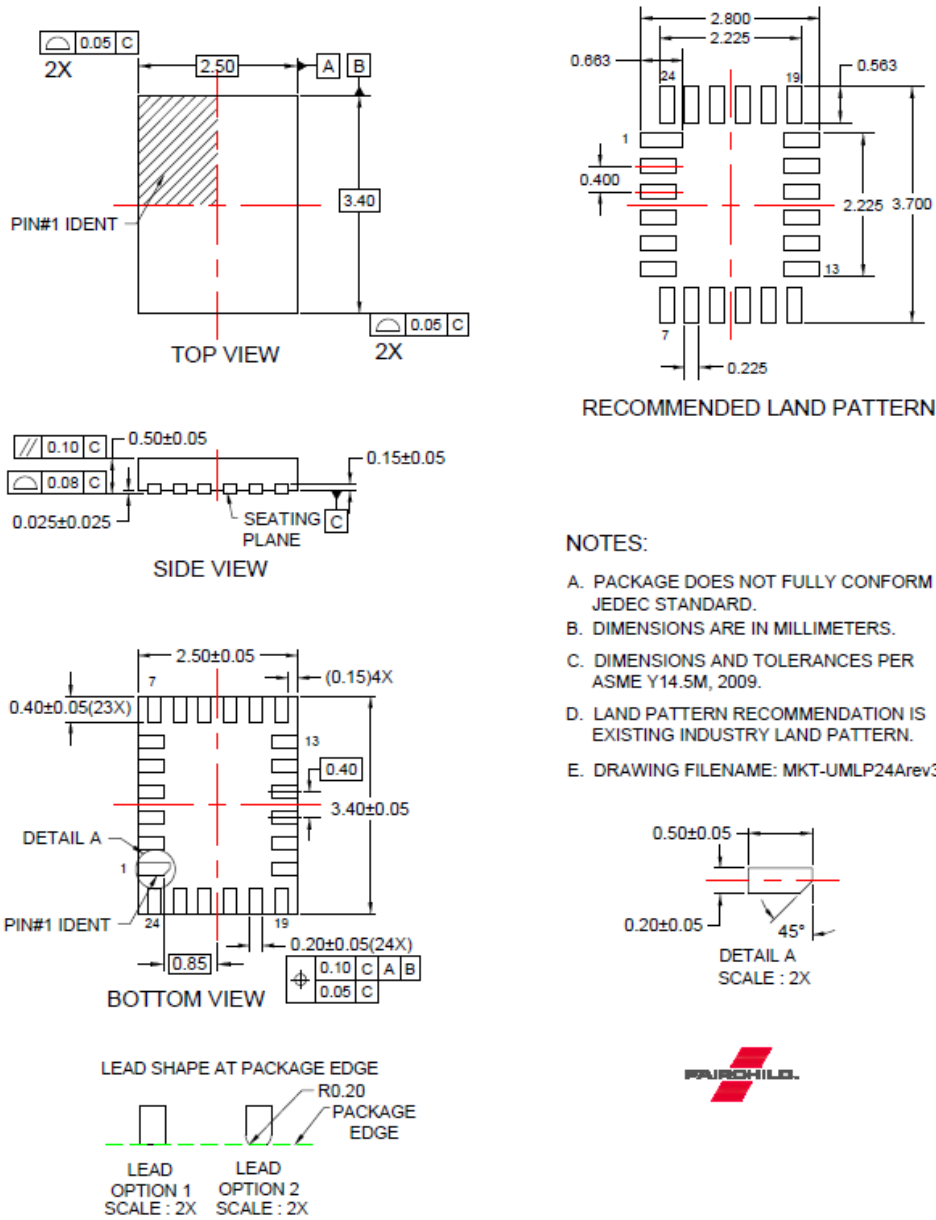 0.05 C
2X
2.50
A
B
3.40
PIN#1 IDENT
0.05 C
2X
TOP VIEW
2.800
2.225
0.663
24
19
0.563
1
0.400
2.225
3.700
13
7
0.225
RECOMMENDED LAND PATTERN
// 0.10 C
0.50±0.05
0.08 C
0.15±0.05
0.025±0.025
SEATING
PLANE
C
SIDE VIEW
NOTES:
A. PACKAGE DOES NOT FULLY CONFORM
JEDEC STANDARD.
B. DIMENSIONS ARE IN MILLIMETERS.
C. DIMENSIONS AND TOLERANCES PER
ASME Y14.5M, 2009.
D. LAND PATTERN RECOMMENDATION IS
EXISTING INDUSTRY LAND PATTERN.
E. DRAWING FILENAME: MKT-UMLP24Arev3
2.50±0.05
7
(0.15)4X
0.40±0.05(23X)
13
0.40
3.40±0.05
DETAIL A
1
PIN#1 IDENT
24
19
0.20±0.05(24X)
0.85
0.10 C A B
0.05 C
BOTTOM VIEW
0.50±0.05
0.20±0.05
45°
DETAIL A
SCALE : 2X
FAIRCHILD.
LEAD SHAPE AT PACKAGE EDGE
R0.20
PACKAGE
EDGE
LEAD
OPTION 1
SCALE : 2X
LEAD
OPTION 2
SCALE : 2X